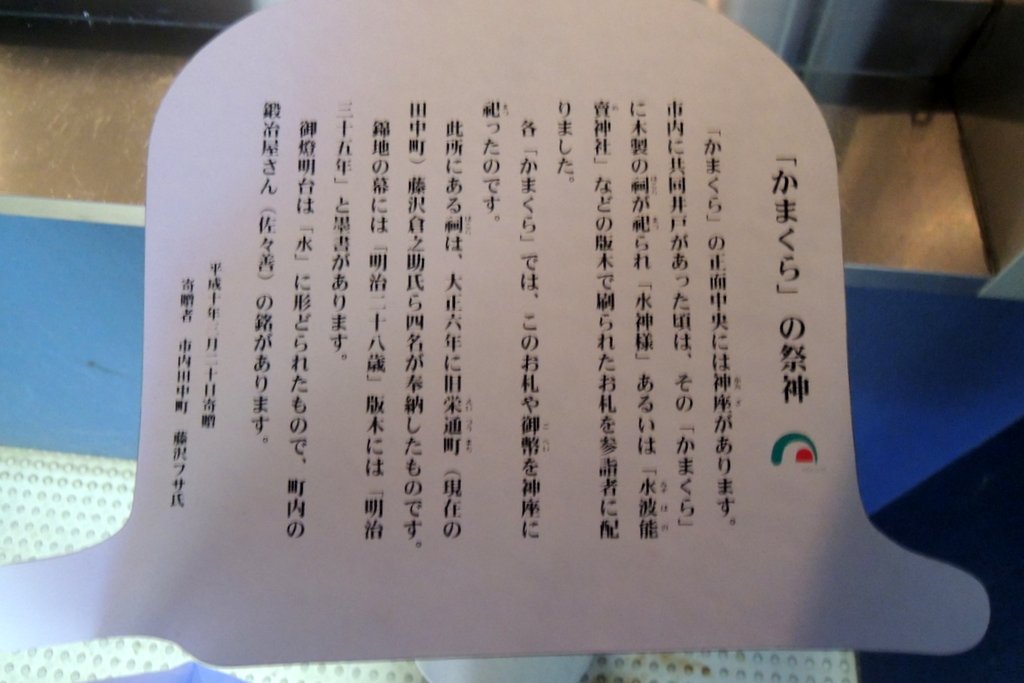 「かまくら」の祭神
「かまくら」の正面中央には神座があります。
市内に共同井戸があった頃は、その「かまくら」
に木製の祠が祀られ「水神様」あるいは「水波能
賣神社」などの版木で刷られたお札を参詣者に配
りました。
各「かまくら」では、このお札や御幣を神座に
祀ったのです。
此所にある祠は、大正六年に旧栄通町（現在の
田中町）藤沢倉之助氏ら四名が奉納したものです。
錦地の幕には「明治二十八歳」版木には「明治
三十五年」と墨書があります。
御燈明台は「水」に形どられたもので、町内の
鍛冶屋さん（佐々善）の銘があります。
平成十年二月二十日寄贈
寄贈者 市内田中町 藤沢フサ氏